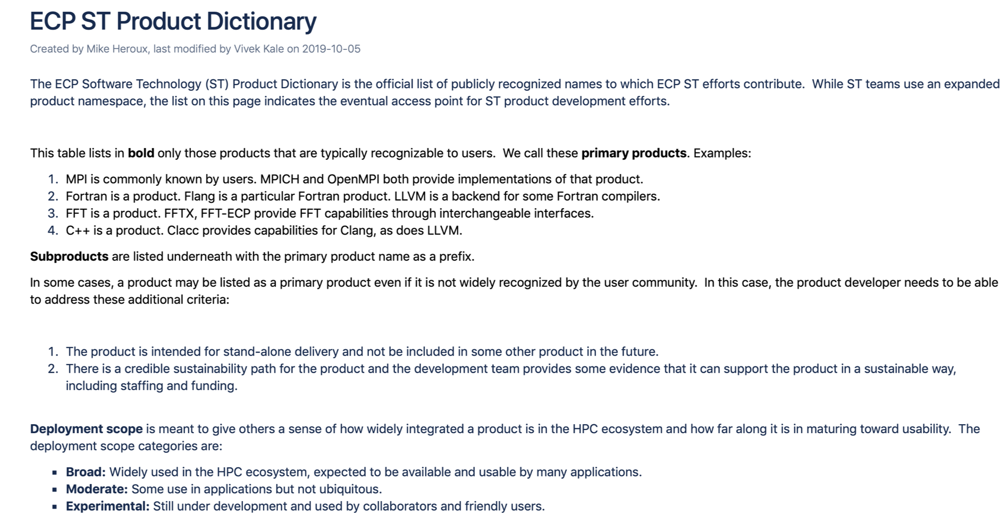 ECP ST Product Dictionary
Created by Mike Heroux, last modified by Vivek Kale on 2019-10-05
The ECP Software Technology (ST) Product Dictionary is the official list of publicly recognized names to which ECP ST efforts contribute.  While ST teams use an expanded
product namespace, the list on this page indicates the eventual access point for ST product development efforts.
This table lists in bold only those products that are typically recognizable to users.  We call these primary products. Examples:
1. MPI is commonly known by users. MPICH and OpenMPI both provide implementations of that product.
2. Fortran is a product. Flang is a particular Fortran product. LLVM is a backend for some Fortran compilers.
3. FFT is a product. FFTX, FFT-ECP provide FFT capabilities through interchangeable interfaces.
4. C++ is a product. Clacc provides capabilities for Clang, as does LLVM.
Subproducts are listed underneath with the primary product name as a prefix.
In some cases, a product may be listed as a primary product even if it is not widely recognized by the user community.  In this case, the product developer needs to be able
to address these additional criteria:
1. The product is intended for stand-alone delivery and not be included in some other product in the future.
2. There is a credible sustainability path for the product and the development team provides some evidence that it can support the product in a sustainable way,
including staffing and funding.
Deployment scope is meant to give others a sense of how widely integrated a product is in the HPC ecosystem and how far along it is in maturing toward usability.  The
deployment scope categories are:
▪ Broad: Widely used in the HPC ecosystem, expected to be available and usable by many applications.
▪ Moderate: Some use in applications but not ubiquitous.
▪ Experimental: Still under development and used by collaborators and friendly users.